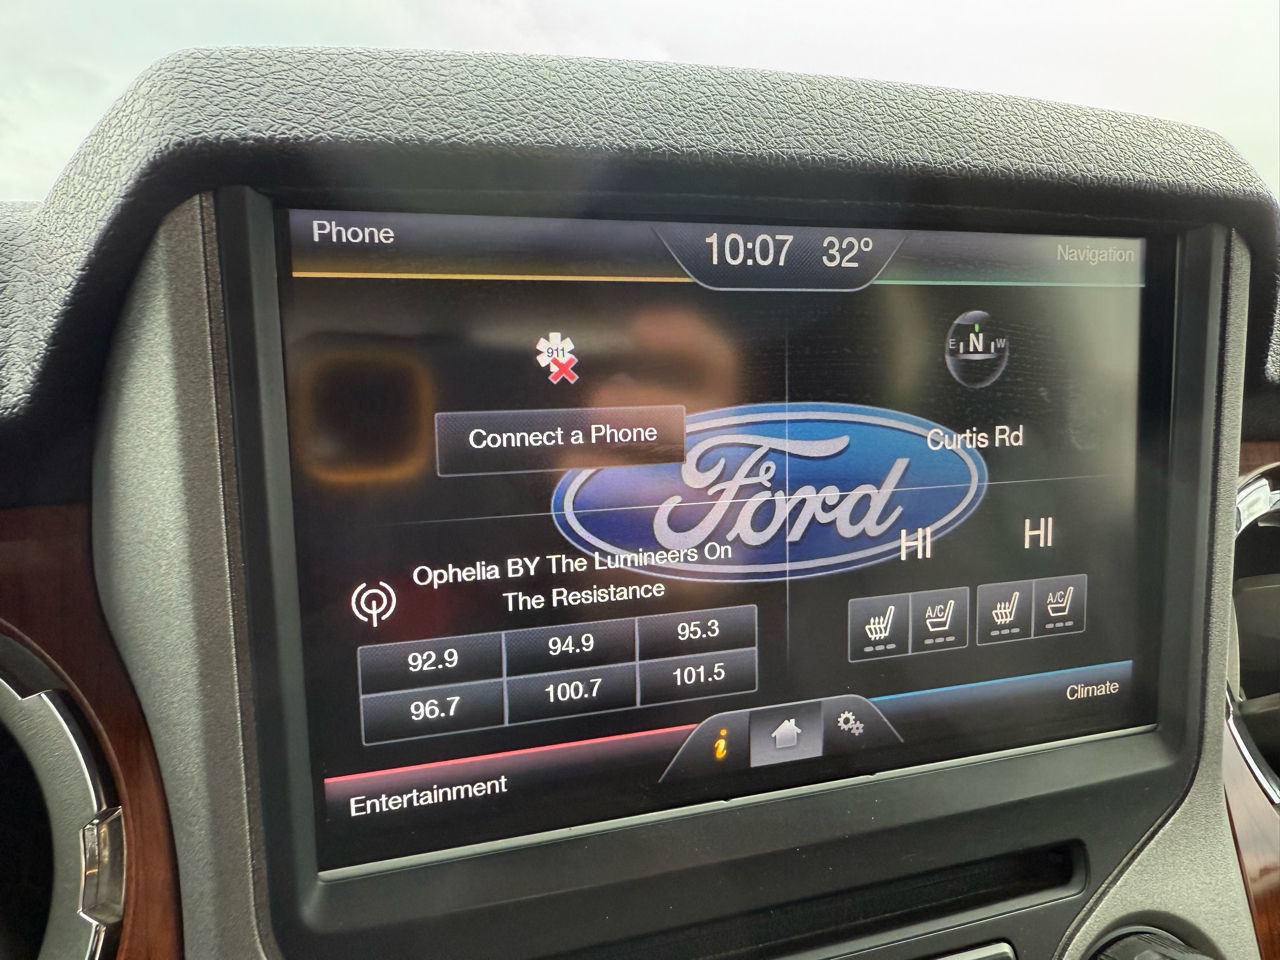 Phone
10:07 32°
Navigation
911
E N W
Connect a Phone
Curtis Rd
Ford
HI HI
Ophelia BY The Lumineers On
The Resistance
A/C A/C
92.9 94.9 95.3
96.7 100.7 101.5
i
Climate
Entertainment